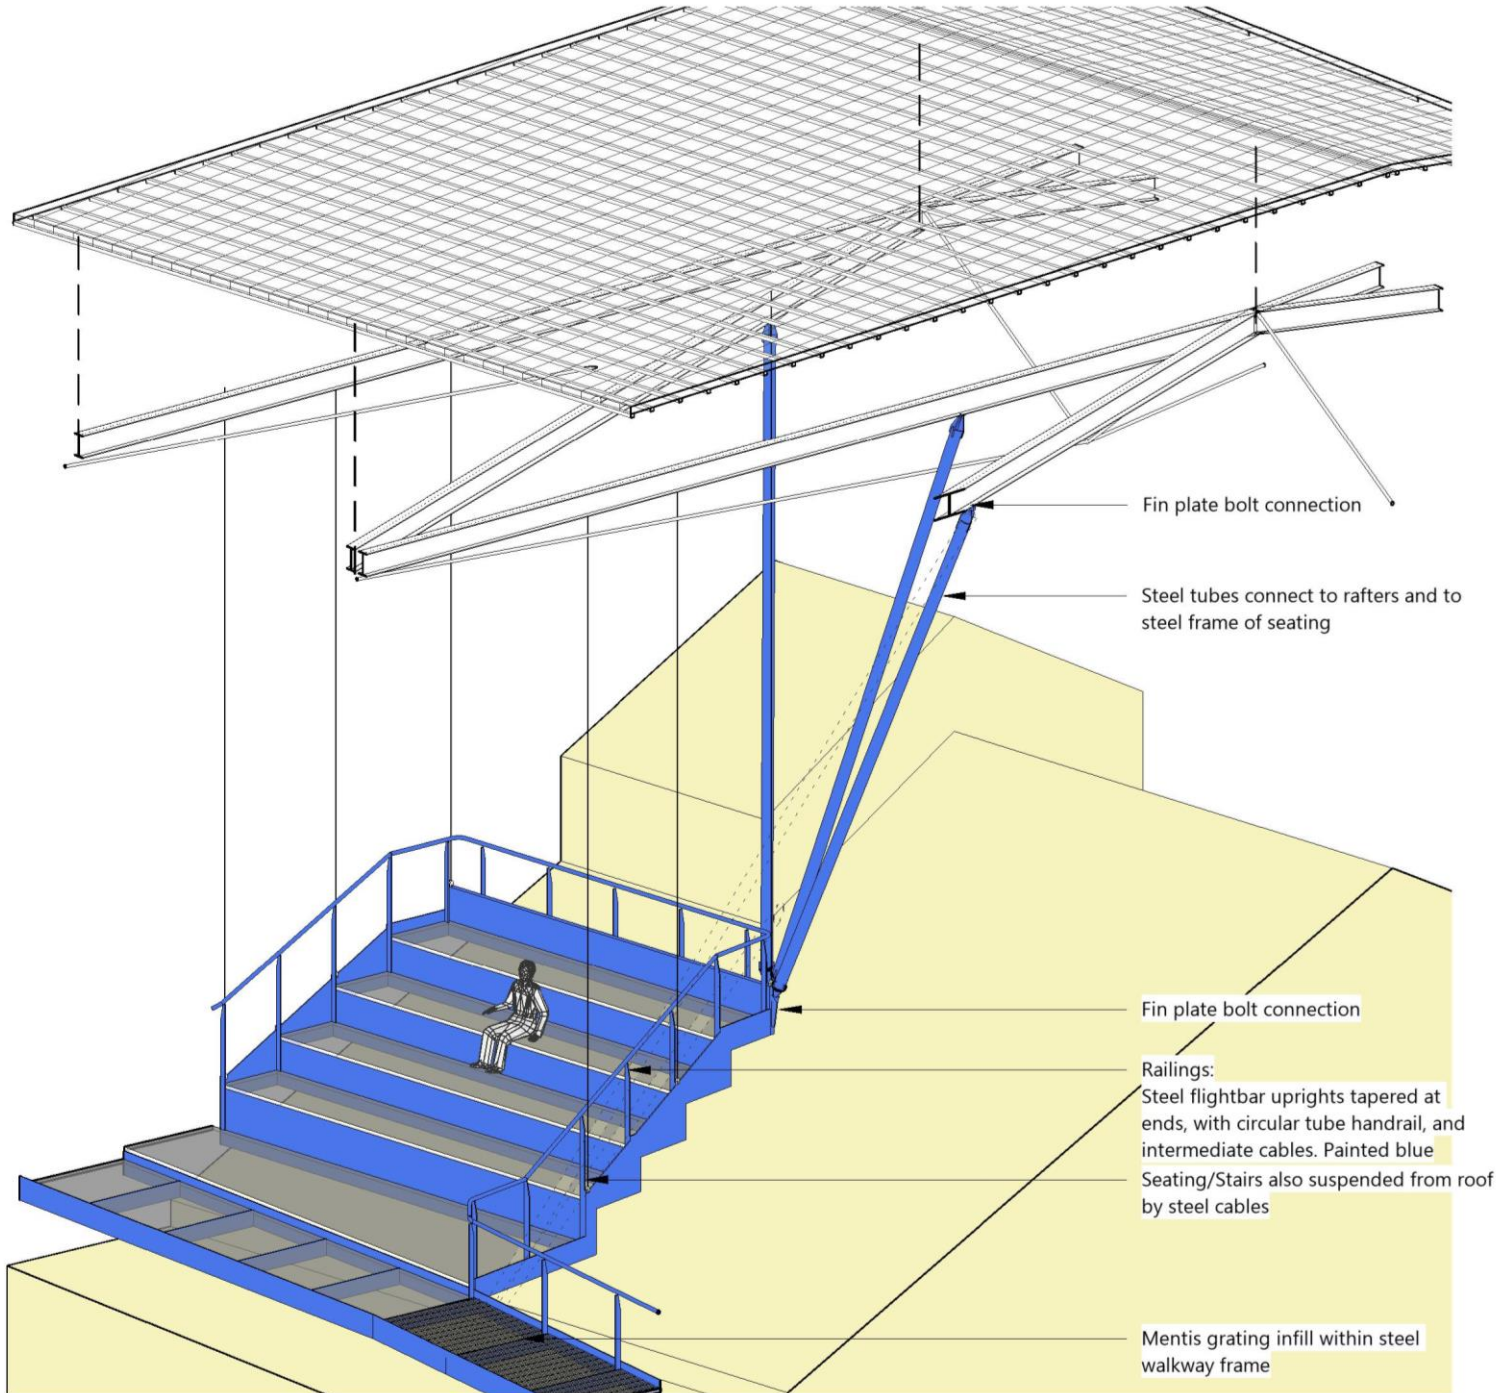 Fin plate bolt connection
Steel tubes connect to rafters and to
steel frame of seating
Fin plate bolt connection
Railings:
Steel flightbar uprights tapered at
ends, with circular tube handrail, and
intermediate cables. Painted blue
Seating/Stairs also suspended from roof
by steel cables
Mentis grating infill within steel
walkway frame